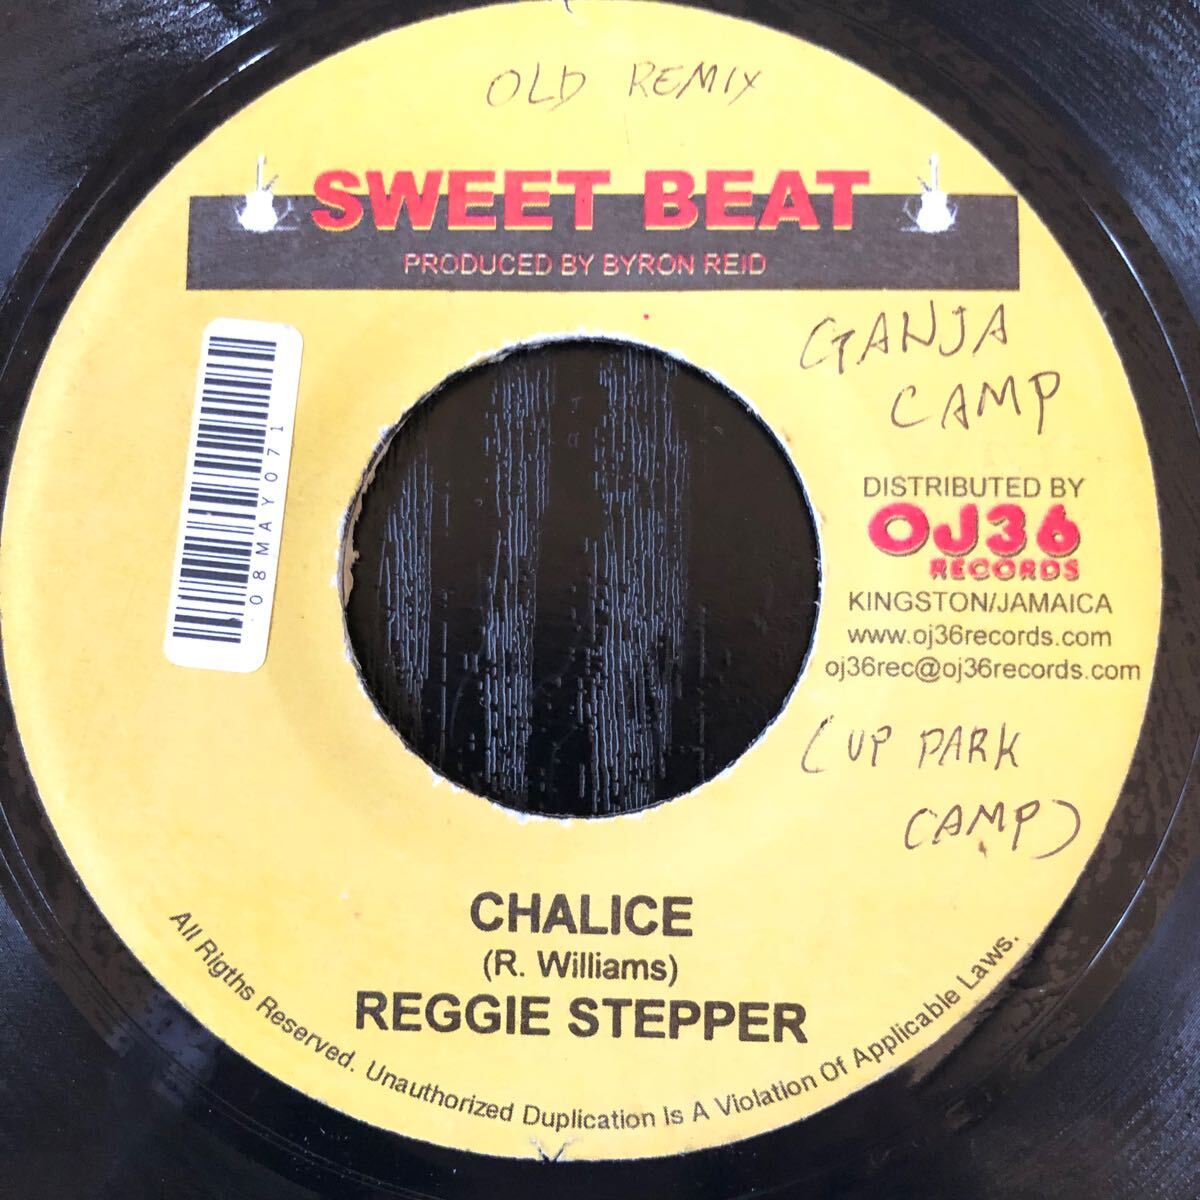 OLD REMIX
SWEET BEAT
PRODUCED BY BYRON REID
GANJA
CAMP
08MAY071
DISTRIBUTED BY
OJ36
RECORDS
KINGSTON/JAMAICA
www.oj36records.com
oj36rec@oj36records.com
(UP PARK
CAMP)
CHALICE
(R. Williams)
REGGIE STEPPER
All Rigths Reserved. Unauthorized Duplication Is A Violation Of Applicable Laws.